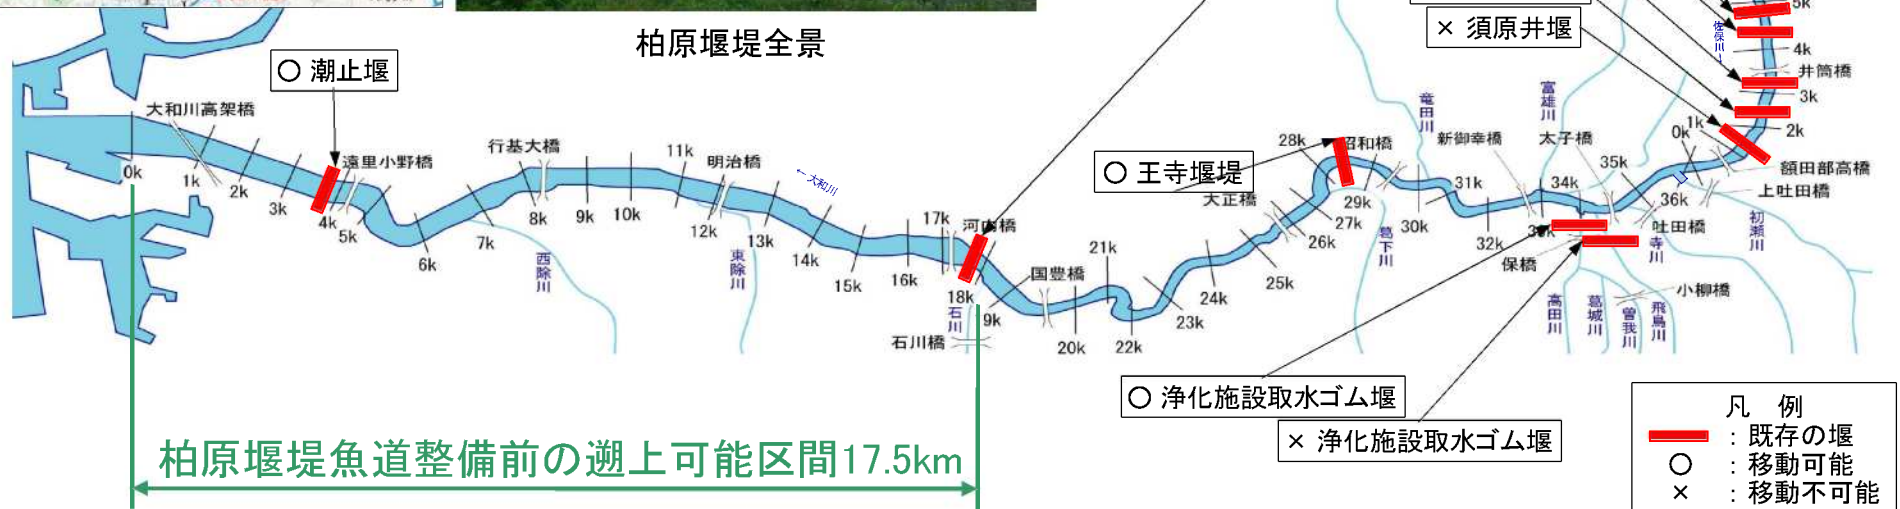 柏原堰堤全景
○ 潮止堰
× 須原井堰
○ 王寺堰堤
○ 浄化施設取水ゴム堰
× 浄化施設取水ゴム堰
大和川高架橋
遠里小野橋
行基大橋
明治橋
←大和川
河内橋
国豊橋
石川橋
大正橋
昭和橋
新御幸橋
太子橋
保橋
吐田橋
小柳橋
上吐田橋
額田部高橋
井筒橋
西除川
東除川
石川
葛下川
竜田川
富雄川
佐保川
高田川
葛城川
曽我川
飛鳥川
寺川
初瀬川
0k
1k
2k
3k
4k
5k
6k
7k
8k
9k
10k
11k
12k
13k
14k
15k
16k
17k
18k
9k
20k
21k
22k
23k
24k
25k
26k
27k
28k
29k
30k
31k
32k
34k
35k
36k
0k
1k
2k
3k
4k
5k
柏原堰堤魚道整備前の遡上可能区間17.5km
凡 例
：既存の堰
○ ：移動可能
× ：移動不可能